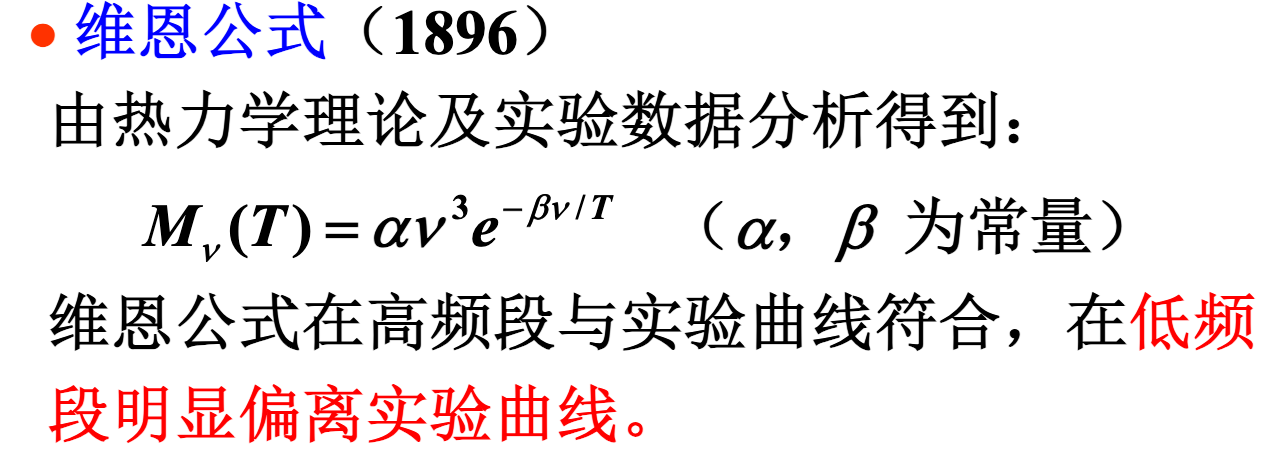 • 维恩公式（1896）
由热力学理论及实验数据分析得到：
M_ν(T) = αν³e^{-βν/T} （α，β 为常量）
维恩公式在高频段与实验曲线符合，在低频
段明显偏离实验曲线。